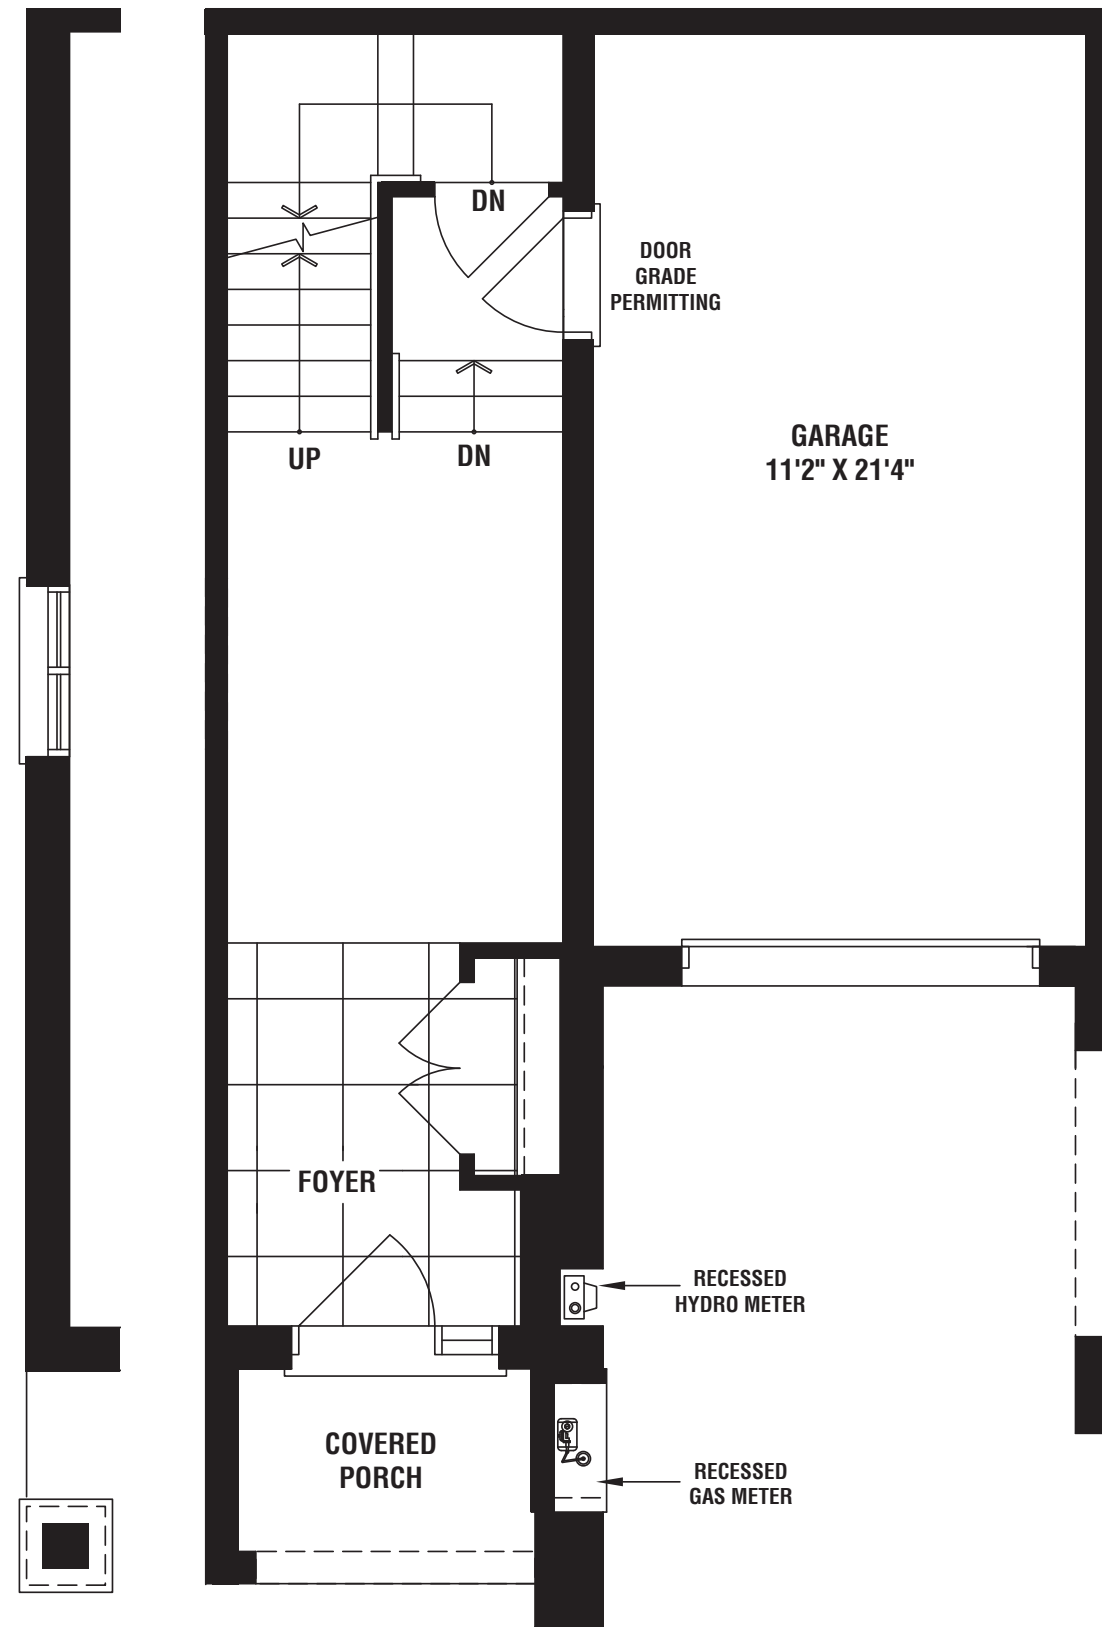 DN
DOOR
GRADE
PERMITTING
GARAGE
11'2" X 21'4"
UP
DN
FOYER
RECESSED
HYDRO METER
COVERED
PORCH
RECESSED
GAS METER